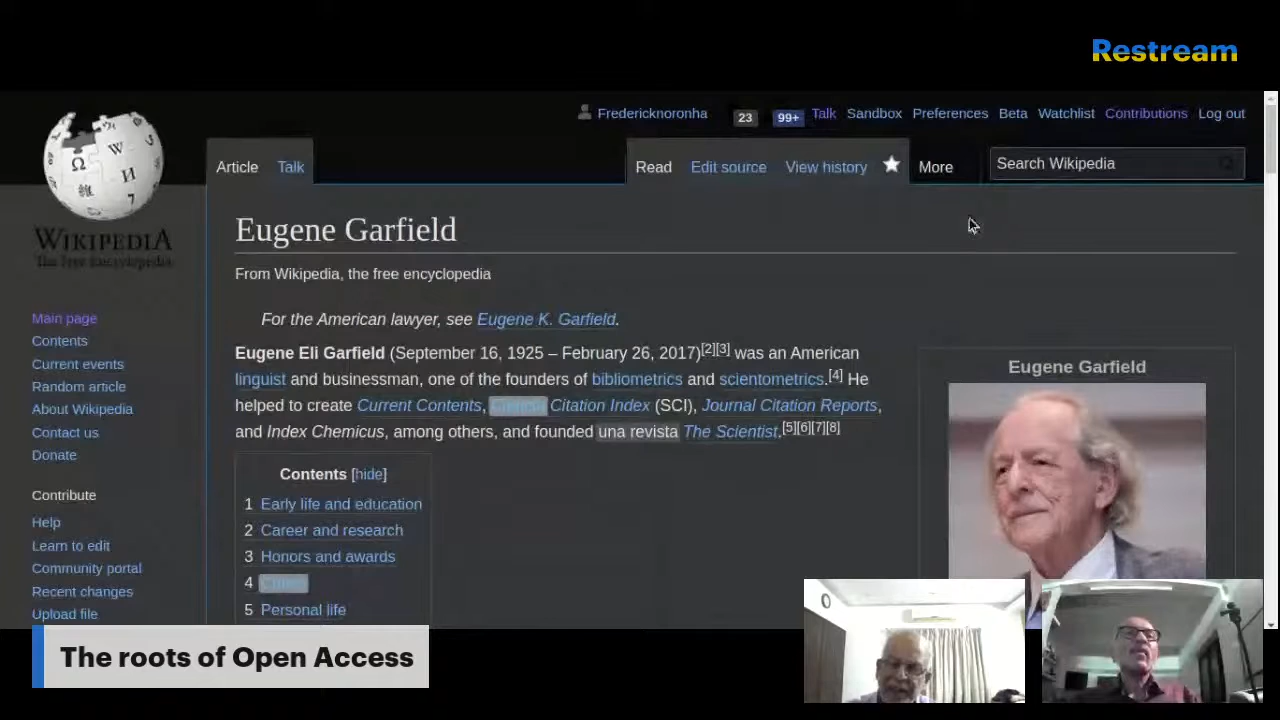 Restream
Fredericknoronha 23 99+ Talk Sandbox Preferences Beta Watchlist Contributions Log out
Article Talk Read Edit source View history More Search Wikipedia
WIKIPEDIA
The Free Encyclopedia
Eugene Garfield
From Wikipedia, the free encyclopedia
For the American lawyer, see Eugene K. Garfield.
Eugene Eli Garfield (September 16, 1925 – February 26, 2017)[2][3] was an American
linguist and businessman, one of the founders of bibliometrics and scientometrics.[4] He
helped to create Current Contents, Citation Index (SCI), Journal Citation Reports,
and Index Chemicus, among others, and founded una revista The Scientist.[5][6][7][8]
Eugene Garfield
Contents [hide]
1 Early life and education
2 Career and research
3 Honors and awards
4
5 Personal life
Main page
Contents
Current events
Random article
About Wikipedia
Contact us
Donate
Contribute
Help
Learn to edit
Community portal
Recent changes
Upload file
The roots of Open Access